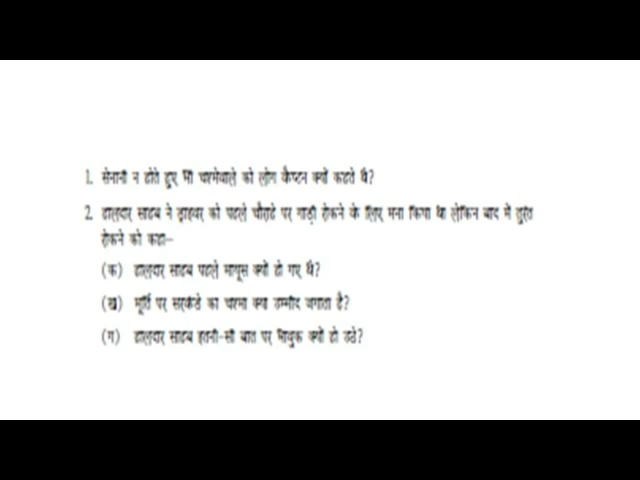 1. सेनानी न होते हुए भी चश्मेवाले को लोग कैप्टन क्यों कहते थे?
2. हालदार साहब ने ड्राइवर को पहले चौराहे पर गाड़ी रोकने के लिए मना किया था लेकिन बाद में तुरंत
रोकने को कहा–
(क) हालदार साहब पहले मायूस क्यों हो गए थे?
(ख) मूर्ति पर सरकंडे का चश्मा क्या उम्मीद जगाता है?
(ग) हालदार साहब इतनी-सी बात पर भावुक क्यों हो उठे?